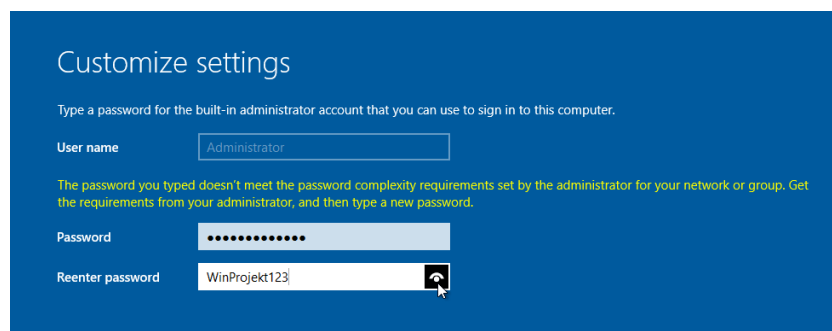 Customize settings
Type a password for the built-in administrator account that you can use to sign in to this computer.
User name Administrator
The password you typed doesn't meet the password complexity requirements set by the administrator for your network or group. Get
the requirements from your administrator, and then type a new password.
Password •••••••••••••
Reenter password WinProjekt123